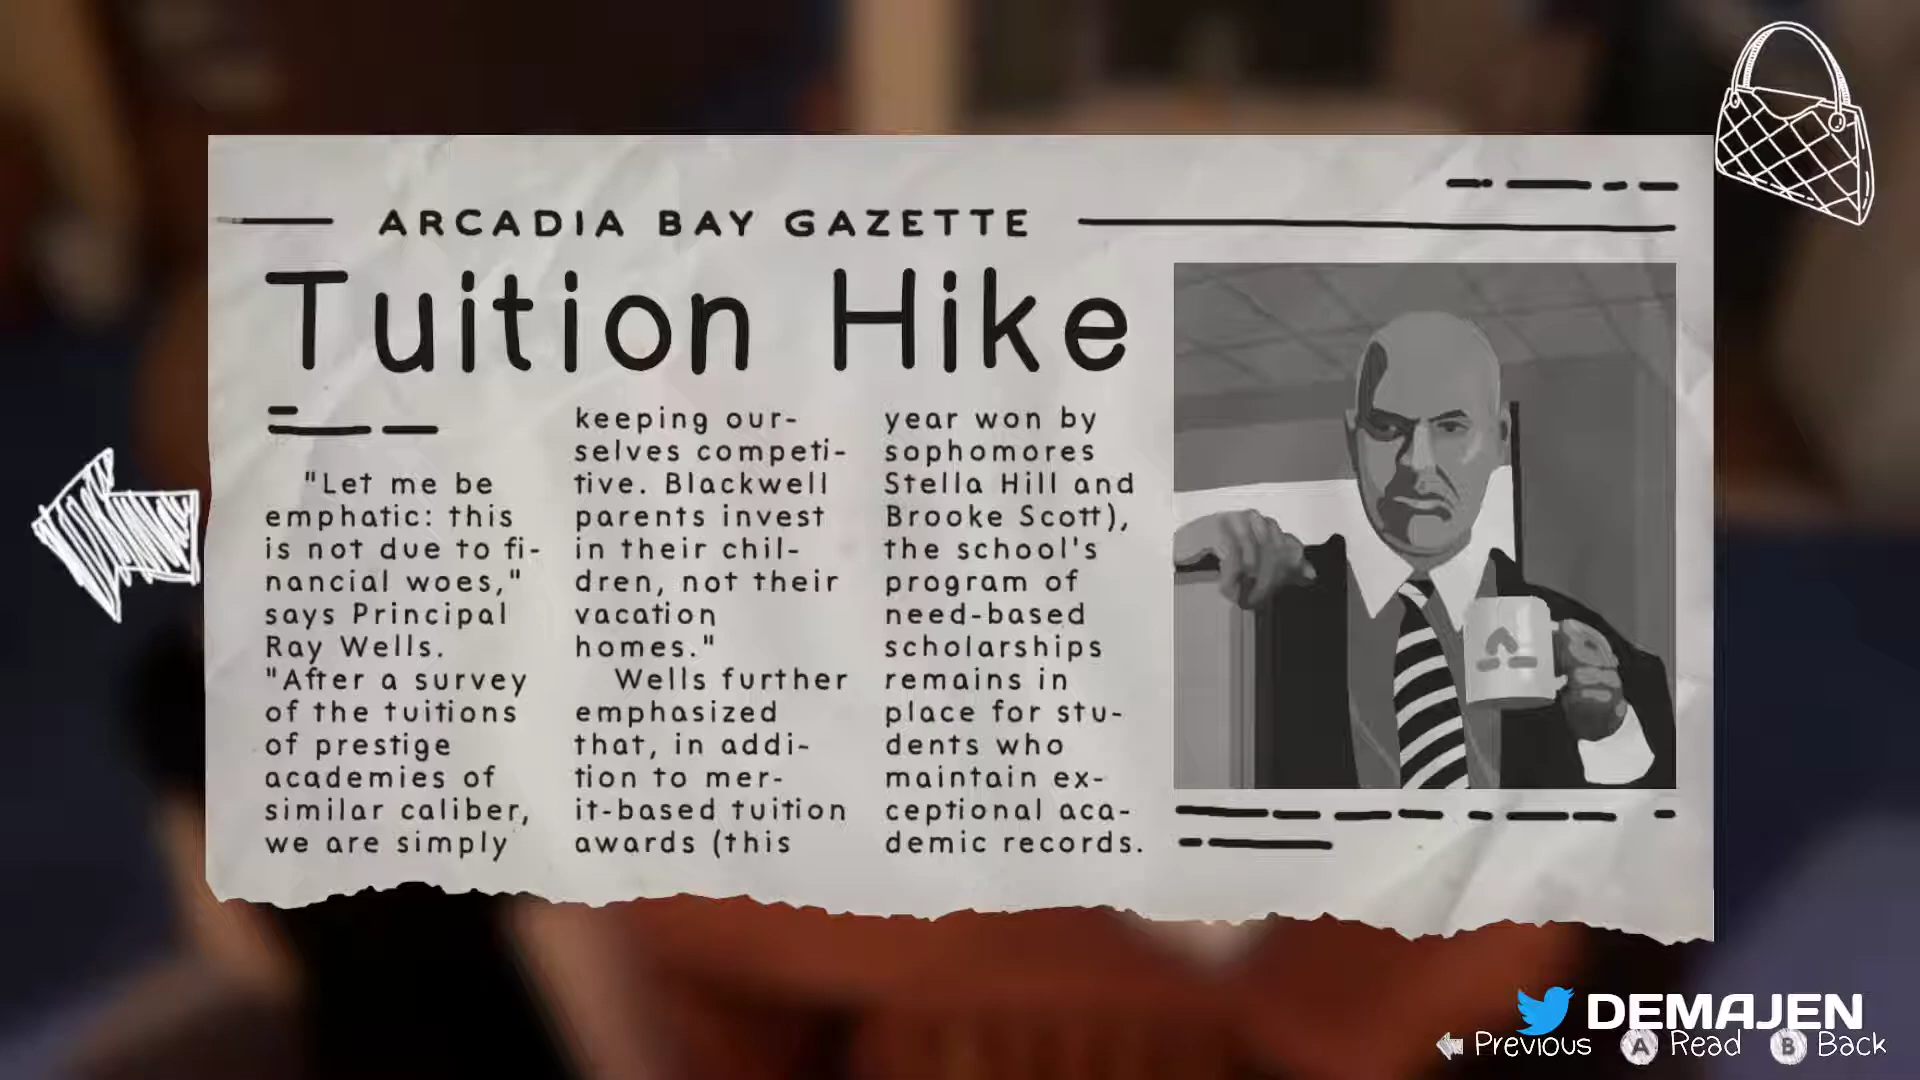 ARCADIA BAY GAZETTE
Tuition Hike
"Let me be
emphatic: this
is not due to fi-
nancial woes,"
says Principal
Ray Wells.
"After a survey
of the tuitions
of prestige
academies of
similar caliber,
we are simply
keeping our-
selves competi-
tive. Blackwell
parents invest
in their chil-
dren, not their
vacation
homes."
Wells further
emphasized
that, in addi-
tion to mer-
it-based tuition
awards (this
year won by
sophomores
Stella Hill and
Brooke Scott),
the school's
program of
need-based
scholarships
remains in
place for stu-
dents who
maintain ex-
ceptional aca-
demic records.
DEMAJEN
Previous A Read B Back